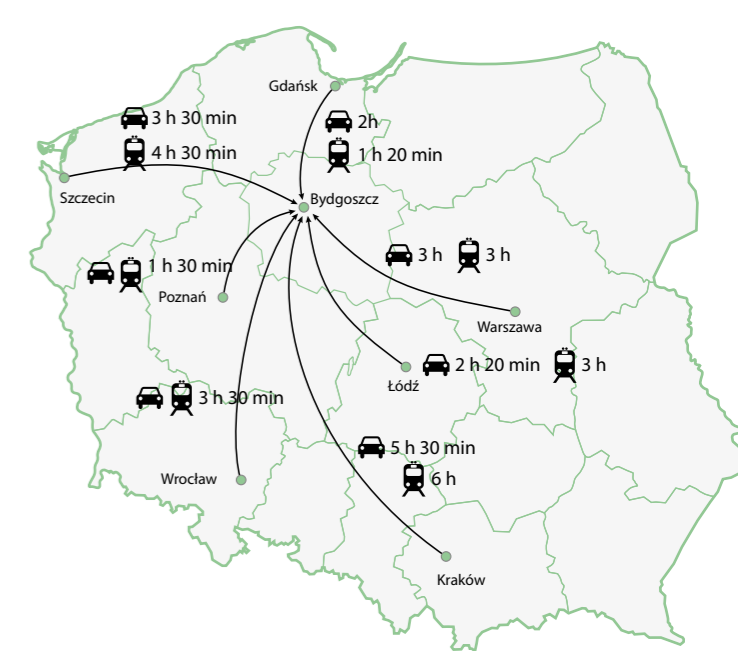 Gdańsk
3 h 30 min
2h
4 h 30 min
1 h 20 min
Szczecin
Bydgoszcz
3 h
3 h
1 h 30 min
Poznań
Warszawa
2 h 20 min
3 h
Łódź
3 h 30 min
5 h 30 min
6 h
Wrocław
Kraków